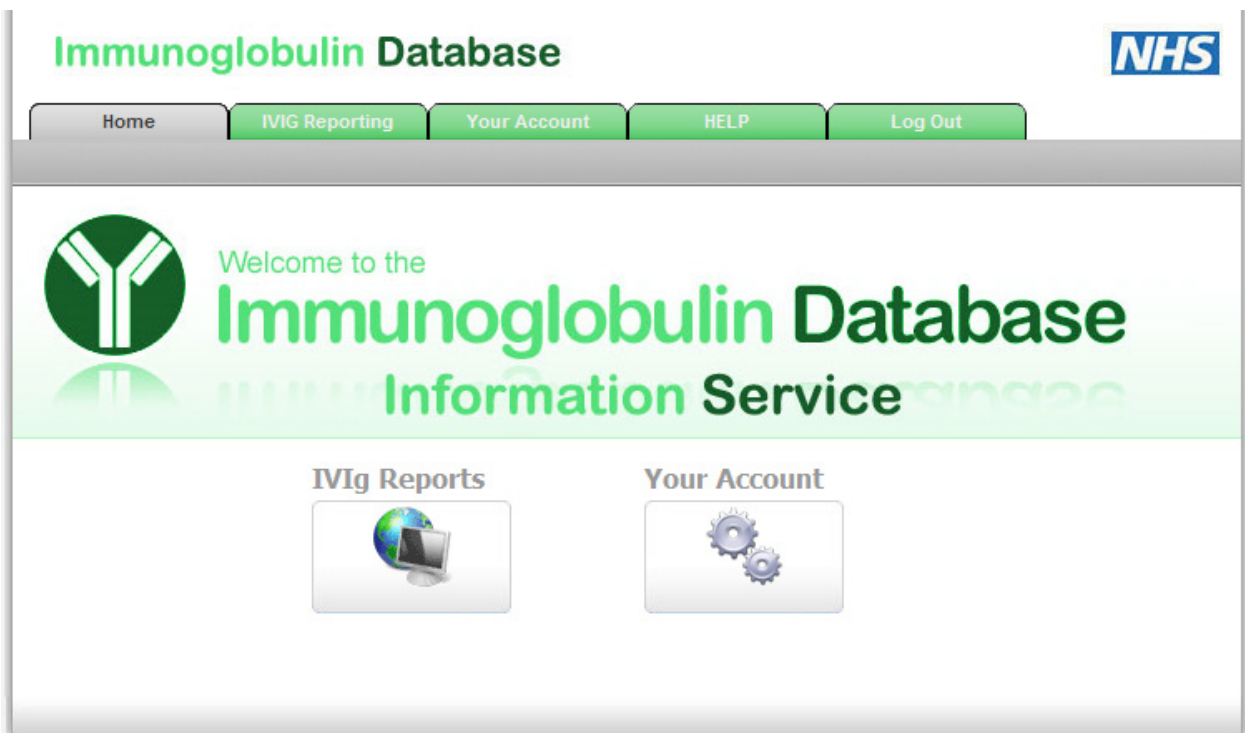 Immunoglobulin Database
NHS
Home IVIG Reporting Your Account HELP Log Out
Welcome to the
Immunoglobulin Database
Information Service
IVIg Reports Your Account